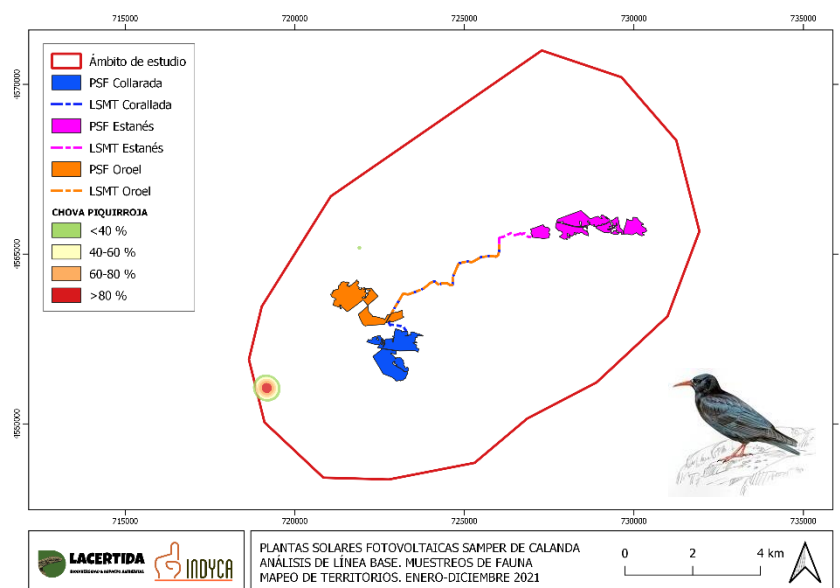 715000 720000 725000 730000 735000
Ámbito de estudio
PSF Collarada
LSMT Corallada
PSF Estanés
LSMT Estanés
PSF Oroel
LSMT Oroel
CHOVA PIQUIRROJA
<40 %
40-60 %
60-80 %
>80 %
4570000
4565000
4560000
715000 720000 725000 730000 735000
LACERTIDA
INDYCA
PLANTAS SOLARES FOTOVOLTAICAS SAMPER DE CALANDA
ANÁLISIS DE LÍNEA BASE. MUESTREOS DE FAUNA
MAPEO DE TERRITORIOS. ENERO-DICIEMBRE 2021
0 2 4 km